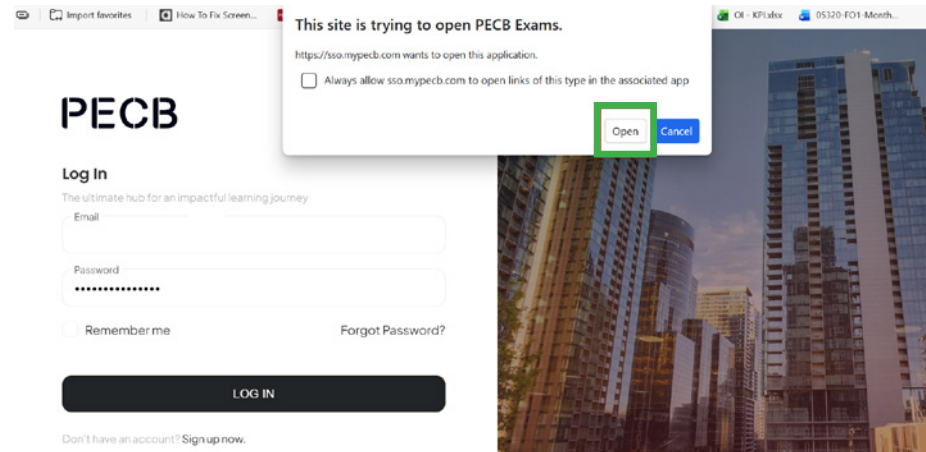 Import favorites
How To Fix Screen...
OI - KPI.xlsx
05320-FO1-Month...
This site is trying to open PECB Exams.
https://sso.mypecb.com wants to open this application.
Always allow sso.mypecb.com to open links of this type in the associated app
Open
Cancel
PECB
Log In
The ultimate hub for an impactful learning journey
Email
Password
Remember me
Forgot Password?
LOG IN
Don't have an account? Sign up now.